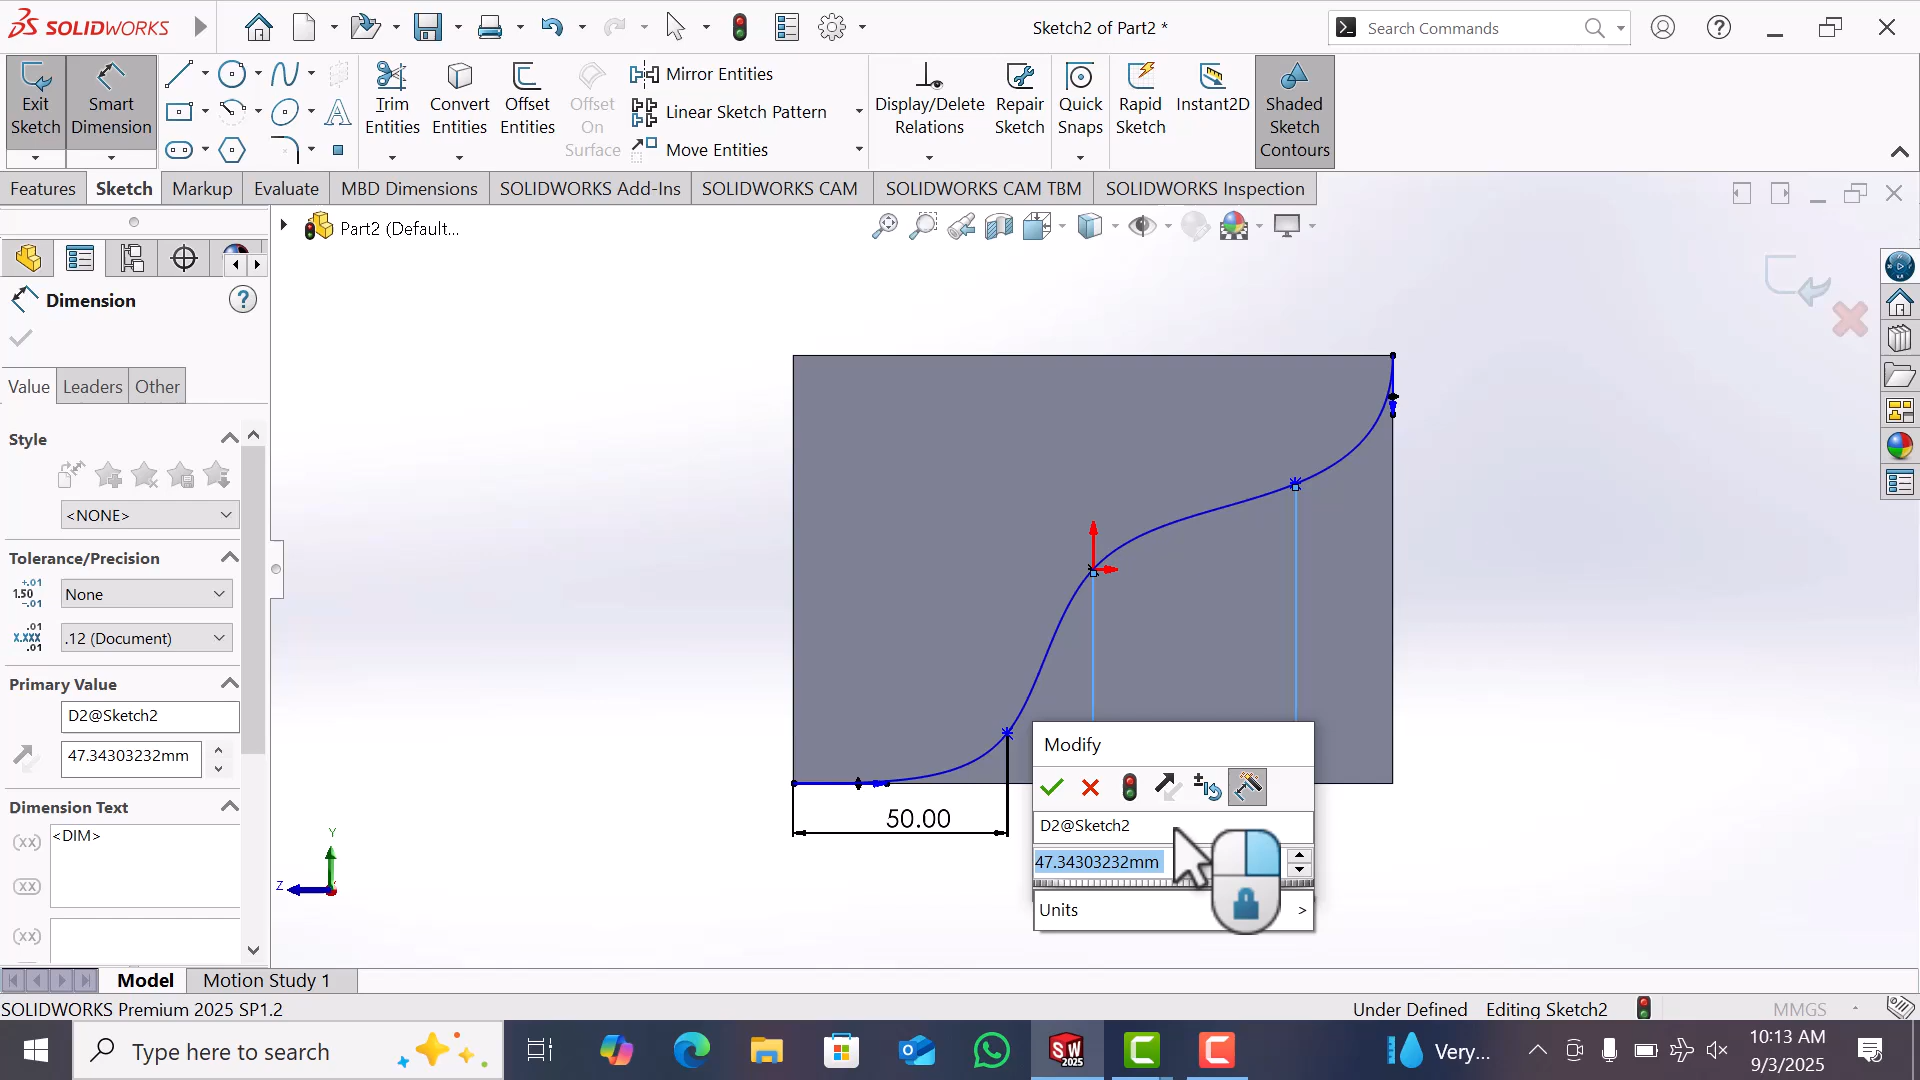 SOLIDWORKS
Sketch2 of Part2 *
Search Commands
Exit Sketch
Smart Dimension
Trim Entities
Convert Entities
Offset Entities
Offset On Surface
Mirror Entities
Linear Sketch Pattern
Move Entities
Display/Delete Relations
Repair Sketch
Quick Snaps
Rapid Sketch
Instant2D
Shaded Sketch Contours
Features
Sketch
Markup
Evaluate
MBD Dimensions
SOLIDWORKS Add-Ins
SOLIDWORKS CAM
SOLIDWORKS CAM TBM
SOLIDWORKS Inspection
Part2 (Default...
Dimension
Value
Leaders
Other
Style
<NONE>
Tolerance/Precision
None
.12 (Document)
Primary Value
D2@Sketch2
47.34303232mm
Dimension Text
<DIM>
50.00
Modify
D2@Sketch2
47.34303232mm
Units
Y
Z
Model
Motion Study 1
SOLIDWORKS Premium 2025 SP1.2
Under Defined
Editing Sketch2
MMGS
Type here to search
Very...
10:13 AM
9/3/2025